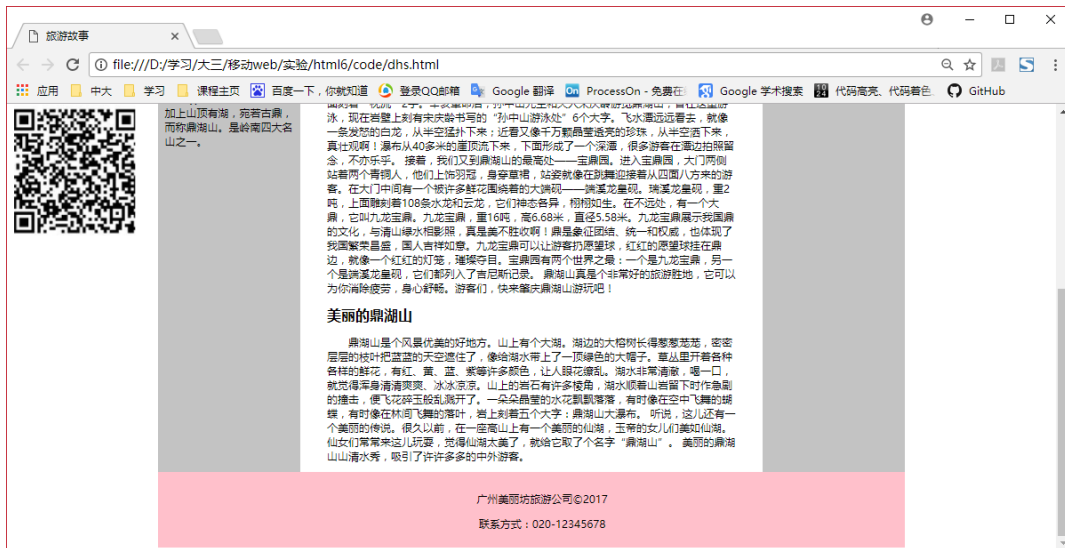 旅游故事
file:///D:/学习/大三/移动web/实验/html6/code/dhs.html
应用 中大 学习 课程主页 百度一下，你就知道 登录QQ邮箱 Google 翻译 ProcessOn - 免费在 Google 学术搜索 代码高亮、代码着色 GitHub
加上山顶有湖，宛若古鼎，
而称鼎湖山。是岭南四大名
山之一。
泳，现在岩壁上刻有宋庆龄书写的“孙中山游泳处”6个大字。飞水潭远远看去，就像
一条发怒的白龙，从半空猛扑下来；近看又像千万颗晶莹透亮的珍珠，从半空洒下来，
真壮观啊！瀑布从40多米的崖顶流下来，下面形成了一个深潭，很多游客在潭边拍照留
念，不亦乐乎。 接着，我们又到鼎湖山的最高处——宝鼎园。进入宝鼎园，大门两侧
站着两个青铜人，他们上饰羽冠，身穿草裙，站姿就像在跳舞迎接着从四面八方来的游
客。在大门中间有一个被许多鲜花围绕着的大端砚——端溪龙皇砚。瑞溪龙皇砚，重2
吨，上面雕刻着108条水龙和云龙，它们神态各异，栩栩如生。在不远处，有一个大
鼎，它叫九龙宝鼎。九龙宝鼎，重16吨，高6.68米，直径5.58米。九龙宝鼎展示我国鼎
的文化，与清山绿水相影照，真是美不胜收啊！鼎是象征团结、统一和权威，也体现了
我国繁荣昌盛，国人吉祥如意。九龙宝鼎可以让游客扔愿望球，红红的愿望球挂在鼎
边，就像一个红红的灯笼，璀璨夺目。宝鼎园有两个世界之最：一个是九龙宝鼎，另一
个是端溪龙皇砚，它们都列入了吉尼斯记录。 鼎湖山真是个非常好的旅游胜地，它可以
为你消除疲劳，身心舒畅。游客们，快来肇庆鼎湖山游玩吧！
美丽的鼎湖山
鼎湖山是个风景优美的好地方。山上有个大湖。湖边的大榕树长得葱葱茏茏，密密
层层的枝叶把蓝蓝的天空遮住了，像给湖水带上了一顶绿色的大帽子。草丛里开着各种
各样的鲜花，有红、黄、蓝、紫等许多颜色，让人眼花缭乱。湖水非常清澈，喝一口，
就觉得浑身清清爽爽、冰冰凉凉。山上的岩石有许多棱角，湖水顺着山岩留下时作急剧
的撞击，便飞花碎玉般乱溅开了。一朵朵晶莹的水花飘飘落落，有时像在空中飞舞的蝴
蝶，有时像在林间飞舞的落叶，岩上刻着五个大字：鼎湖山大瀑布。 听说，这儿还有一
个美丽的传说。很久以前，在一座高山上有一个美丽的仙湖，玉帝的女儿们美如仙湖。
仙女们常常来这儿玩耍，觉得仙湖太美了，就给它取了个名字“鼎湖山”。 美丽的鼎湖
山山清水秀，吸引了许许多多的中外游客。
广州美丽坊旅游公司©2017
联系方式：020-12345678